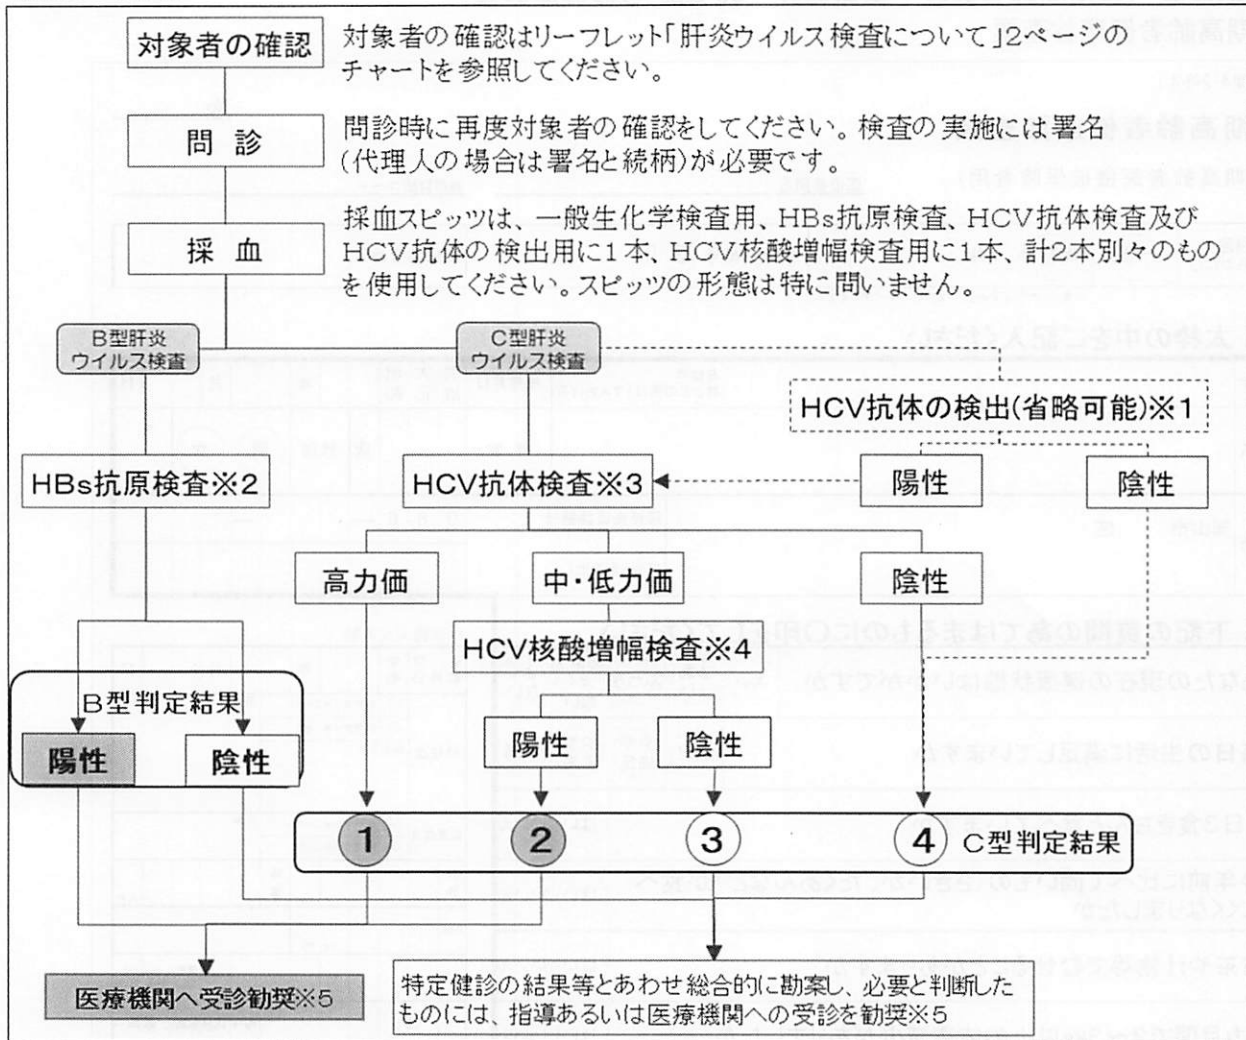 対象者の確認
対象者の確認はリーフレット「肝炎ウイルス検査について」2ページの
チャートを参照してください。
問診
問診時に再度対象者の確認をしてください。検査の実施には署名
(代理人の場合は署名と続柄)が必要です。
採血
採血スピッツは、一般生化学検査用、HBs抗原検査、HCV抗体検査及び
HCV抗体の検出用に1本、HCV核酸増幅検査用に1本、計2本別々のもの
を使用してください。スピッツの形態は特に問いません。
B型肝炎
ウイルス検査
C型肝炎
ウイルス検査
HCV抗体の検出(省略可能)※1
HBs抗原検査※2
HCV抗体検査※3
陽性
陰性
高力価
中・低力価
陰性
HCV核酸増幅検査※4
B型判定結果
陽性
陰性
陽性
陰性
1
2
3
4
C型判定結果
医療機関へ受診勧奨※5
特定健診の結果等とあわせ総合的に勘案し、必要と判断した
ものには、指導あるいは医療機関への受診を勧奨※5